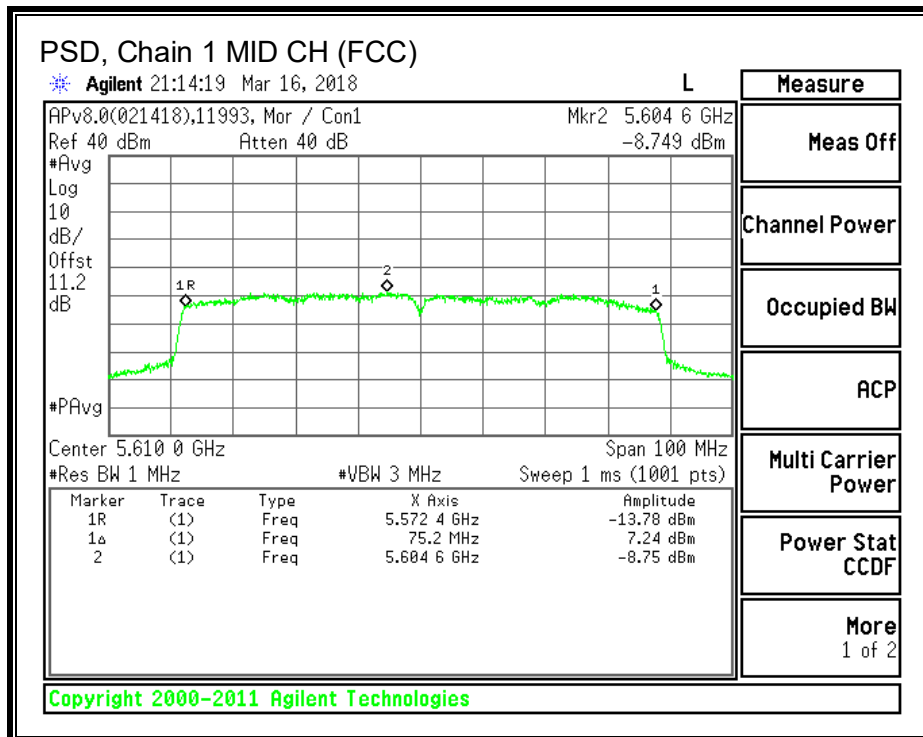 PSD, Chain 1 MID CH (FCC)
Agilent 21:14:19 Mar 16, 2018 L
APv8.0(021418),11993, Mor / Con1 Mkr2 5.604 6 GHz
Ref 40 dBm Atten 40 dB -8.749 dBm
#Avg
Log
10
dB/
Offst
11.2
dB
#PAvg
1R
2
1
Center 5.610 0 GHz Span 100 MHz
#Res BW 1 MHz #VBW 3 MHz Sweep 1 ms (1001 pts)
Marker Trace Type X Axis Amplitude
1R (1) Freq 5.572 4 GHz -13.78 dBm
1Δ (1) Freq 75.2 MHz 7.24 dBm
2 (1) Freq 5.604 6 GHz -8.75 dBm
Measure
Meas Off
Channel Power
Occupied BW
ACP
Multi Carrier
Power
Power Stat
CCDF
More
1 of 2
Copyright 2000-2011 Agilent Technologies